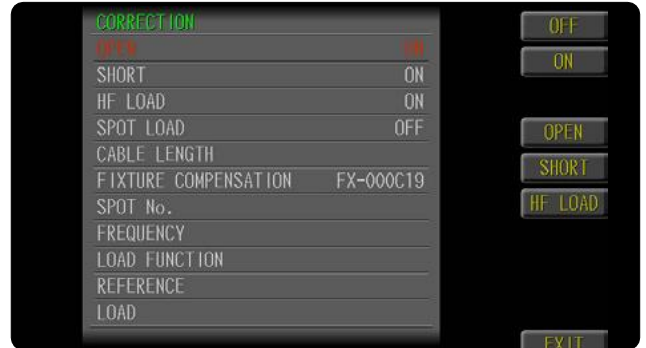 CORRECTION
OPEN ON
SHORT ON
HF LOAD ON
SPOT LOAD OFF
CABLE LENGTH
FIXTURE COMPENSATION FX-000C19
SPOT No.
FREQUENCY
LOAD FUNCTION
REFERENCE
LOAD
OFF
ON
OPEN
SHORT
HF LOAD
EXIT